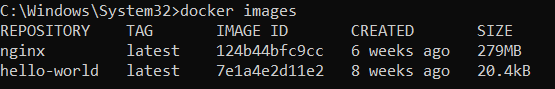 C:\Windows\System32>docker images
REPOSITORY TAG IMAGE ID CREATED SIZE
nginx latest 124b44bfc9cc 6 weeks ago 279MB
hello-world latest 7e1a4e2d11e2 8 weeks ago 20.4kB